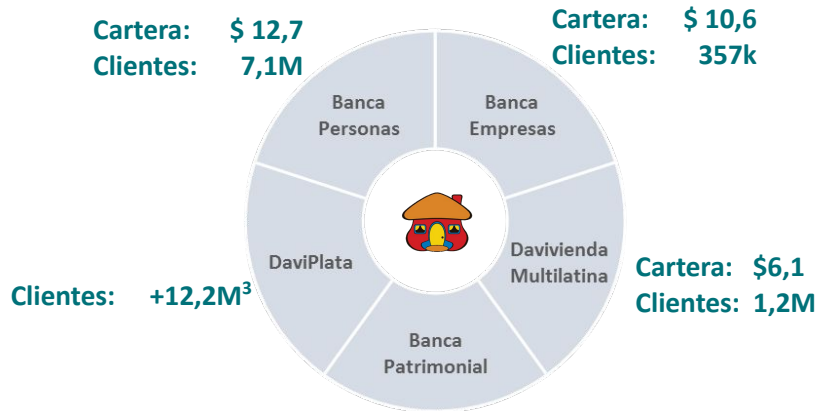 Cartera: $ 12,7
Clientes: 7,1M
Cartera: $ 10,6
Clientes: 357k
Banca
Personas
Banca
Empresas
DaviPlata
Davivienda
Multilatina
Banca
Patrimonial
Clientes: +12,2M³
Cartera: $6,1
Clientes: 1,2M